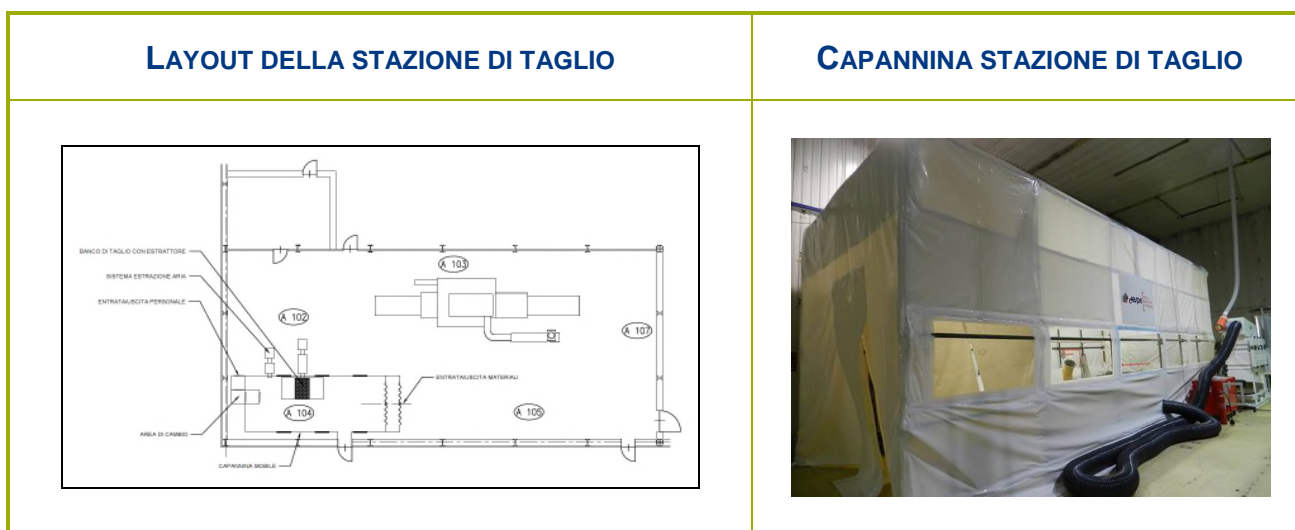 LAYOUT DELLA STAZIONE DI TAGLIO
CAPANNINA STAZIONE DI TAGLIO
BANCO DI TAGLIO CON ESTRATTORE
SISTEMA ESTRAZIONE ARIA
ENTRATA/USCITA PERSONALE
A 102
A 103
A 107
ENTRATA/USCITA MATERIALI
A 104
A 105
AREA DI CAMBIO
CAPANNINA MOBILE